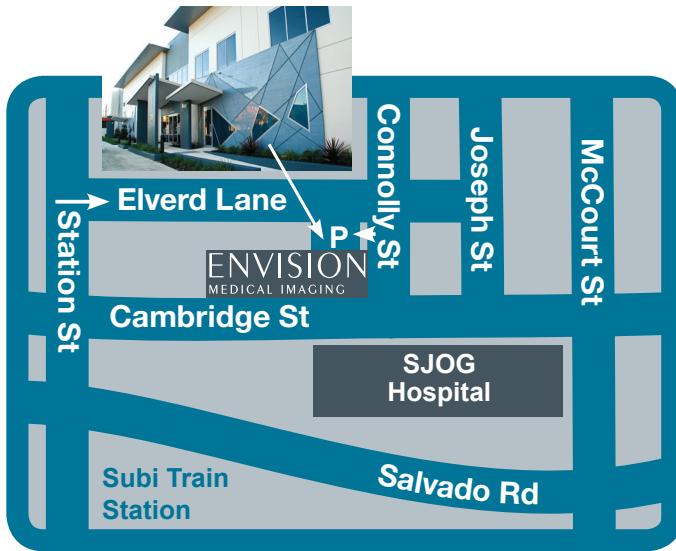 Connolly St
Joseph St
McCourt St
Elverd Lane
Station St
P
ENVISION
MEDICAL IMAGING
Cambridge St
SJOG
Hospital
Salvado Rd
Subi Train
Station